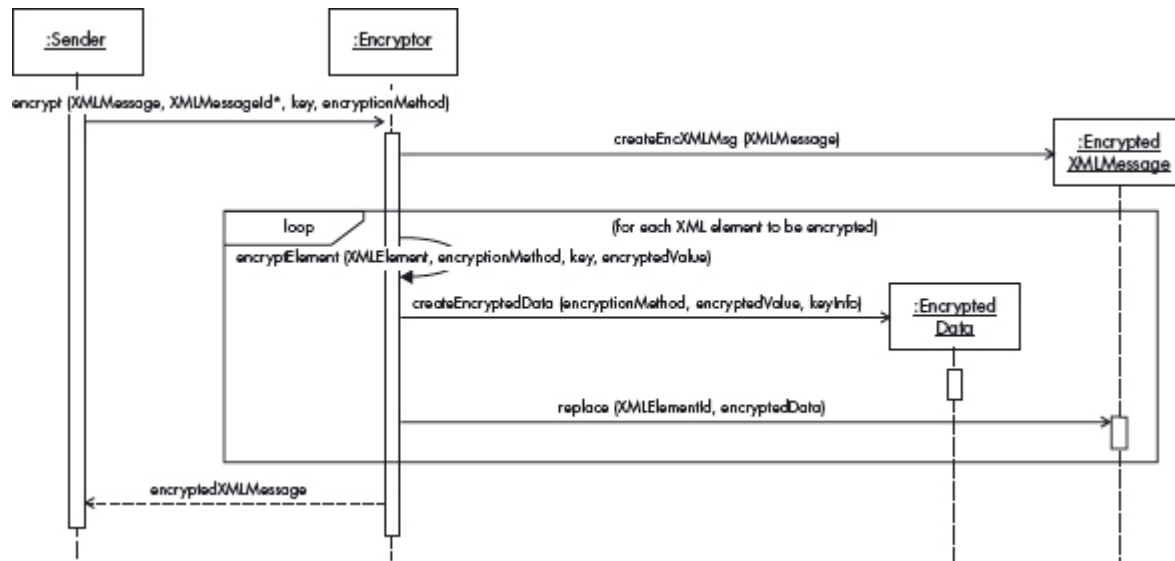 :Sender
:Encryptor
encrypt (XMLMessage, XMLMessageId*, key, encryptionMethod)
createEncXMLMsg (XMLMessage)
:Encrypted
XMLMessage
loop
(for each XML element to be encrypted)
encryptElement (XMLElement, encryptionMethod, key, encryptedValue)
createEncryptedData (encryptionMethod, encryptedValue, keyInfo)
:Encrypted
Data
replace (XMLElementId, encryptedData)
encryptedXMLMessage